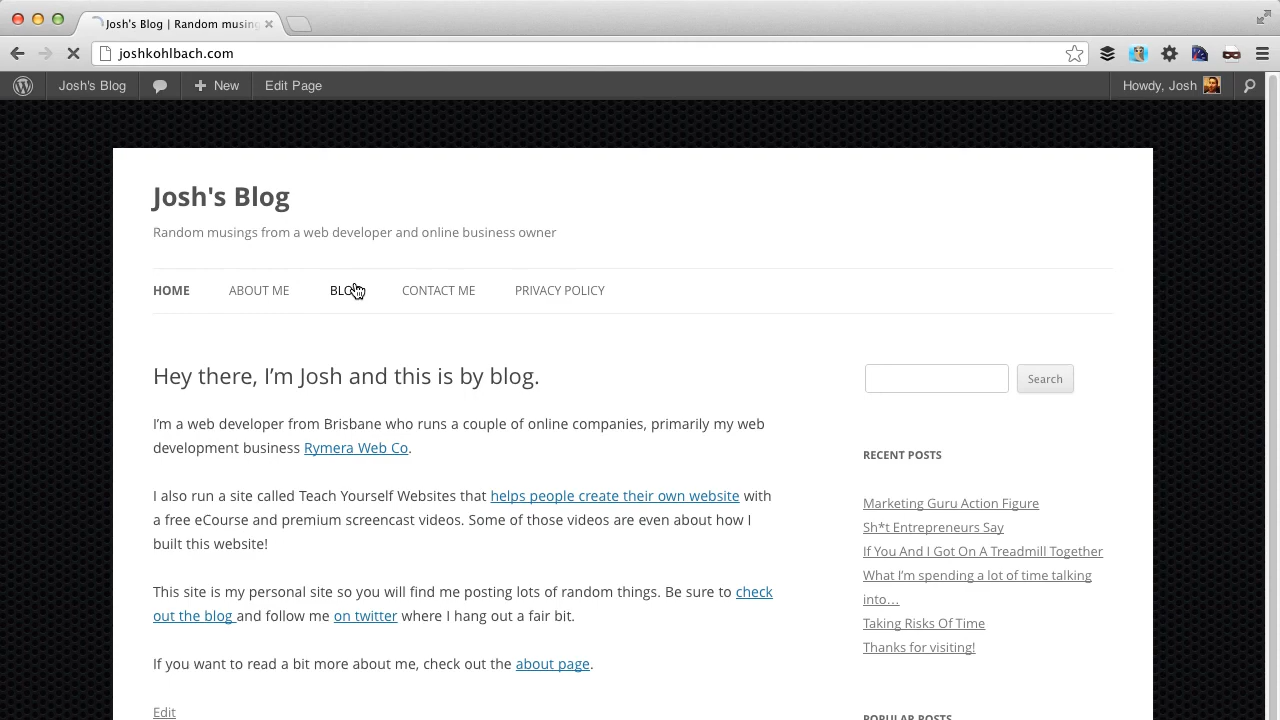 Josh's Blog | Random musing
joshkohlbach.com
Josh's Blog
New
Edit Page
Howdy, Josh
Josh's Blog
Random musings from a web developer and online business owner
HOME ABOUT ME BLOG CONTACT ME PRIVACY POLICY
Hey there, I'm Josh and this is by blog.
I'm a web developer from Brisbane who runs a couple of online companies, primarily my web
development business Rymera Web Co.
I also run a site called Teach Yourself Websites that helps people create their own website with
a free eCourse and premium screencast videos. Some of those videos are even about how I
built this website!
This site is my personal site so you will find me posting lots of random things. Be sure to check
out the blog and follow me on twitter where I hang out a fair bit.
If you want to read a bit more about me, check out the about page.
Edit
Search
RECENT POSTS
Marketing Guru Action Figure
Sh*t Entrepreneurs Say
If You And I Got On A Treadmill Together
What I'm spending a lot of time talking
into…
Taking Risks Of Time
Thanks for visiting!
POPULAR POSTS